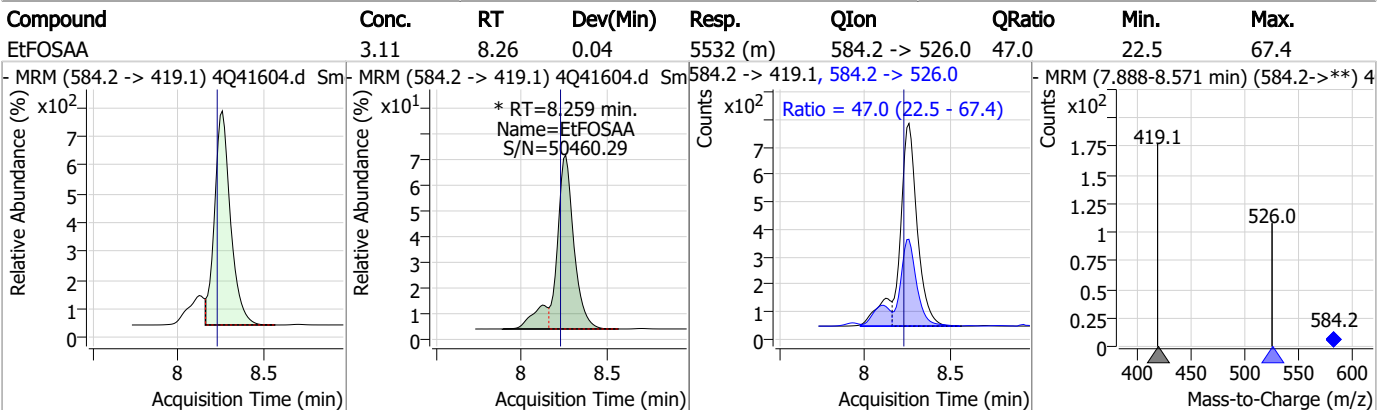 Compound Conc. RT Dev(Min) Resp. QIon QRatio Min. Max.
EtFOSAA 3.11 8.26 0.04 5532 (m) 584.2 -> 526.0 47.0 22.5 67.4
- MRM (584.2 -> 419.1) 4Q41604.d Sm
Relative Abundance (%)
x10²
7
6
5
4
3
2
1
0
8 8.5
Acquisition Time (min)
- MRM (584.2 -> 419.1) 4Q41604.d Sm
Relative Abundance (%)
x10¹
* RT=8.259 min.
Name=EtFOSAA
S/N=50460.29
7
6
5
4
3
2
1
0
8 8.5
Acquisition Time (min)
584.2 -> 419.1, 584.2 -> 526.0
Counts
x10²
Ratio = 47.0 (22.5 - 67.4)
7
6
5
4
3
2
1
0
8 8.5
Acquisition Time (min)
- MRM (7.888-8.571 min) (584.2->**) 4
Counts
x10²
419.1
526.0
584.2
1.75
1.5
1.25
1
0.75
0.5
0.25
0
400 450 500 550 600
Mass-to-Charge (m/z)